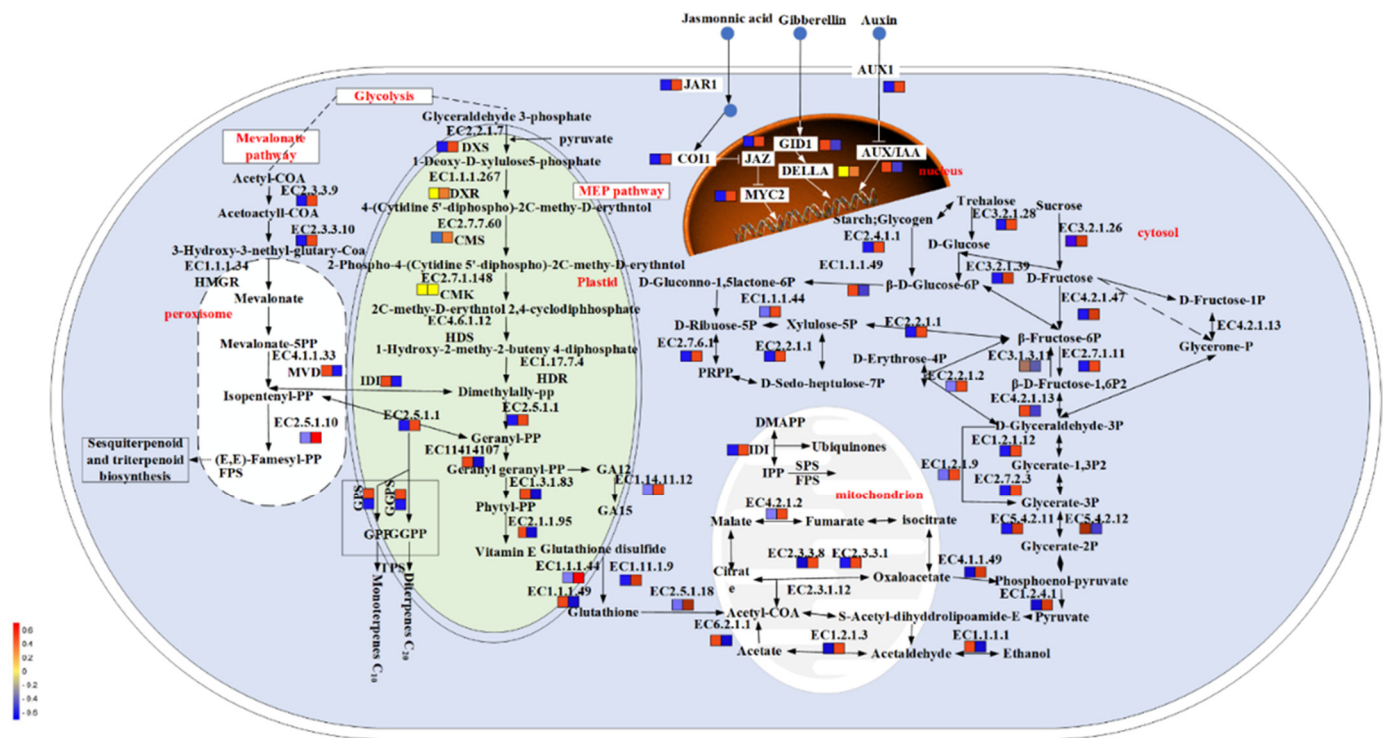 Jasmonnic acid
Gibberellin
Auxin
AUX1
JAR1
COI1
JAZ
MYC2
GID1
DELLA
AUX/IAA
nucleus
Glycolysis
Mevalonate
pathway
Acetyl-COA
EC2.3.3.9
Acetoactyll-COA
EC2.3.3.10
3-Hydroxy-3-nethyl-glutary-Coa
EC1.1.1.34
HMGR
Mevalonate
peroxisome
Mevalonate-5PP
EC4.1.1.33
MVD
Isopentenyl-PP
EC2.5.1.10
(E,E)-Famesyl-PP
FPS
Sesquiterpenoid
and triterpenoid
biosynthesis
Glyceraldehyde 3-phosphate
EC2.2.1.7
pyruvate
DXS
1-Deoxy-D-xylulose5-phosphate
EC1.1.1.267
DXR
MEP pathway
4-(Cytidine 5'-diphospho)-2C-methy-D-erythntol
EC2.7.7.60
CMS
2-Phospho-4-(Cytidine 5'-diphospho)-2C-methy-D-erythntol
EC2.7.1.148
CMK
Plastid
2C-methy-D-erythntol 2,4-cyclodiphhosphate
EC4.6.1.12
HDS
1-Hydroxy-2-methy-2-buteny 4-diphosphate
EC1.17.7.4
HDR
IDI
Dimethylally-pp
EC2.5.1.1
EC2.5.1.1
Geranyl-PP
EC11414107
Geranyl geranyl-PP
GA12
EC1.3.1.83
EC1.14.11.12
Phytyl-PP
GA15
EC2.1.1.95
Vitamin E
GPS
GGPS
GPP
GGPP
TPS
Monoterpenes C10
Diterpenes C20
Glutathione disulfide
EC1.1.1.44
EC1.11.1.9
EC1.1.1.49
EC2.5.1.18
Glutathione
Trehalose
Sucrose
Starch;Glycogen
EC3.2.1.28
EC3.2.1.26
cytosol
EC2.4.1.1
D-Glucose
EC1.1.1.49
EC3.2.1.39
D-Fructose
D-Gluconno-1,5lactone-6P
β-D-Glucose-6P
EC1.1.1.44
EC4.2.1.47
D-Fructose-1P
D-Ribuose-5P
Xylulose-5P
EC2.2.1.1
EC4.2.1.13
EC2.7.6.1
EC2.2.1.1
β-Fructose-6P
Glycerone-P
D-Erythrose-4P
EC3.1.3.11
EC2.7.1.11
PRPP
D-Sedo-heptulose-7P
EC2.2.1.2
β-D-Fructose-1,6P2
EC4.2.1.13
D-Glyceraldehyde-3P
EC1.2.1.12
EC1.2.1.9
Glycerate-1,3P2
EC2.7.2.3
Glycerate-3P
EC5.4.2.11
EC5.4.2.12
Glycerate-2P
DMAPP
IDI
Ubiquinones
IPP
SPS
FPS
mitochondrion
EC4.2.1.2
Malate
Fumarate
isocitrate
EC2.3.3.8
EC2.3.3.1
EC4.1.1.49
Citrat
e
Oxaloacetate
Phosphoenol-pyruvate
EC2.3.1.12
EC1.2.4.1
Acetyl-COA
S-Acetyl-dihyddrolipoamide-E
Pyruvate
EC6.2.1.1
EC1.2.1.3
EC1.1.1.1
Acetate
Acetaldehyde
Ethanol
0.6
0.4
0.2
0
- 0.2
- 0.4
- 0.6